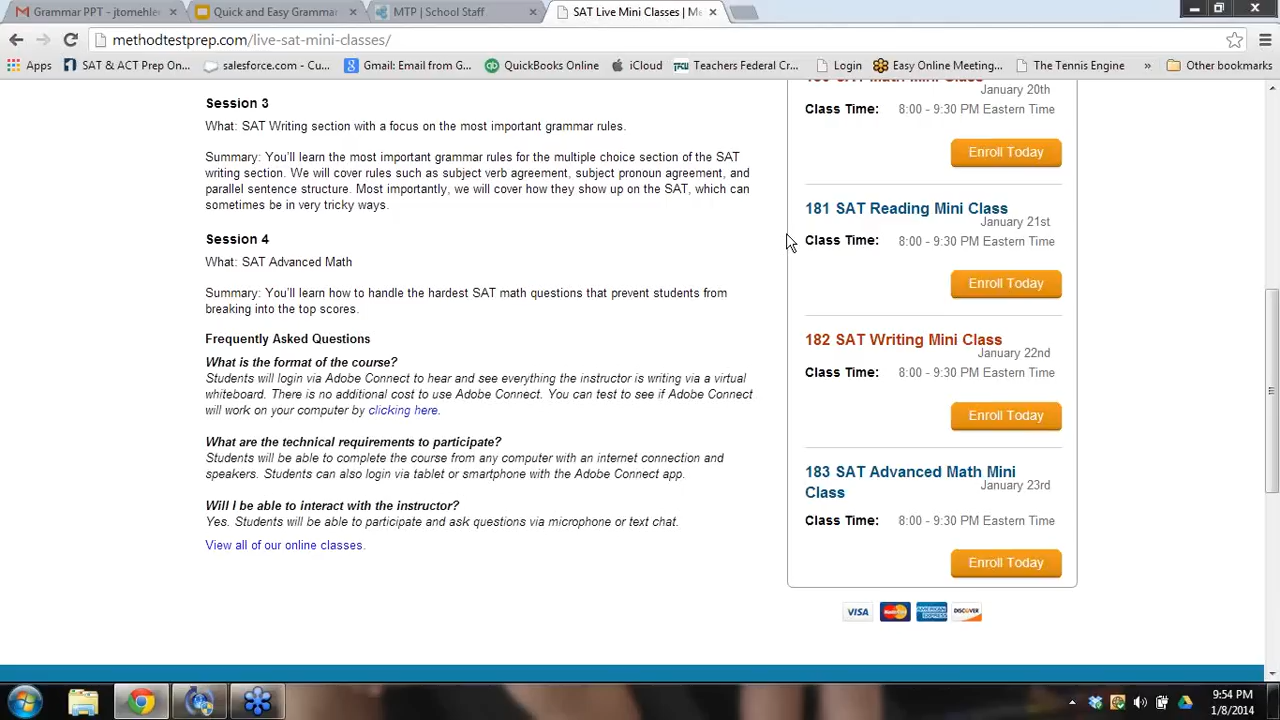 Grammar PPT - jtomehle
Quick and Easy Grammar
MTP | School Staff
SAT Live Mini Classes | Me
methodtestprep.com/live-sat-mini-classes/
Apps
SAT & ACT Prep On...
salesforce.com - Cu...
Gmail: Email from G...
QuickBooks Online
iCloud
Teachers Federal Cr...
Login
Easy Online Meeting...
The Tennis Engine
»
Other bookmarks
Session 3
What: SAT Writing section with a focus on the most important grammar rules.
Summary: You'll learn the most important grammar rules for the multiple choice section of the SAT
writing section. We will cover rules such as subject verb agreement, subject pronoun agreement, and
parallel sentence structure. Most importantly, we will cover how they show up on the SAT, which can
sometimes be in very tricky ways.
Session 4
What: SAT Advanced Math
Summary: You'll learn how to handle the hardest SAT math questions that prevent students from
breaking into the top scores.
Frequently Asked Questions
What is the format of the course?
Students will login via Adobe Connect to hear and see everything the instructor is writing via a virtual
whiteboard. There is no additional cost to use Adobe Connect. You can test to see if Adobe Connect
will work on your computer by clicking here.
What are the technical requirements to participate?
Students will be able to complete the course from any computer with an internet connection and
speakers. Students can also login via tablet or smartphone with the Adobe Connect app.
Will I be able to interact with the instructor?
Yes. Students will be able to participate and ask questions via microphone or text chat.
View all of our online classes.
180 SAT Math Mini Class
January 20th
Class Time: 8:00 - 9:30 PM Eastern Time
Enroll Today
181 SAT Reading Mini Class
January 21st
Class Time: 8:00 - 9:30 PM Eastern Time
Enroll Today
182 SAT Writing Mini Class
January 22nd
Class Time: 8:00 - 9:30 PM Eastern Time
Enroll Today
183 SAT Advanced Math Mini
January 23rd
Class
Class Time: 8:00 - 9:30 PM Eastern Time
Enroll Today
VISA
MasterCard
AMERICAN EXPRESS
DISCOVER
9:54 PM
1/8/2014